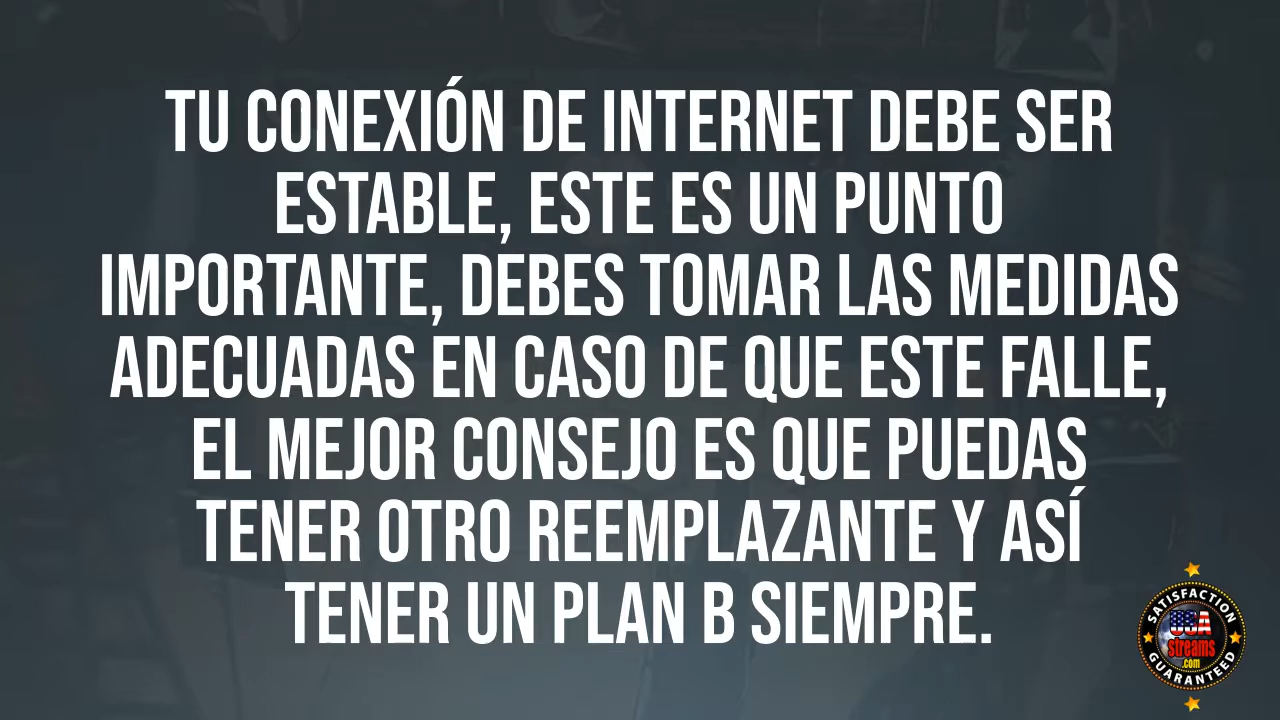 TU CONEXIÓN DE INTERNET DEBE SER
ESTABLE, ESTE ES UN PUNTO
IMPORTANTE, DEBES TOMAR LAS MEDIDAS
ADECUADAS EN CASO DE QUE ESTE FALLE,
EL MEJOR CONSEJO ES QUE PUEDAS
TENER OTRO REEMPLAZANTE Y ASÍ
TENER UN PLAN B SIEMPRE.
SATISFACTION
USA
streams
.com
GUARANTEED